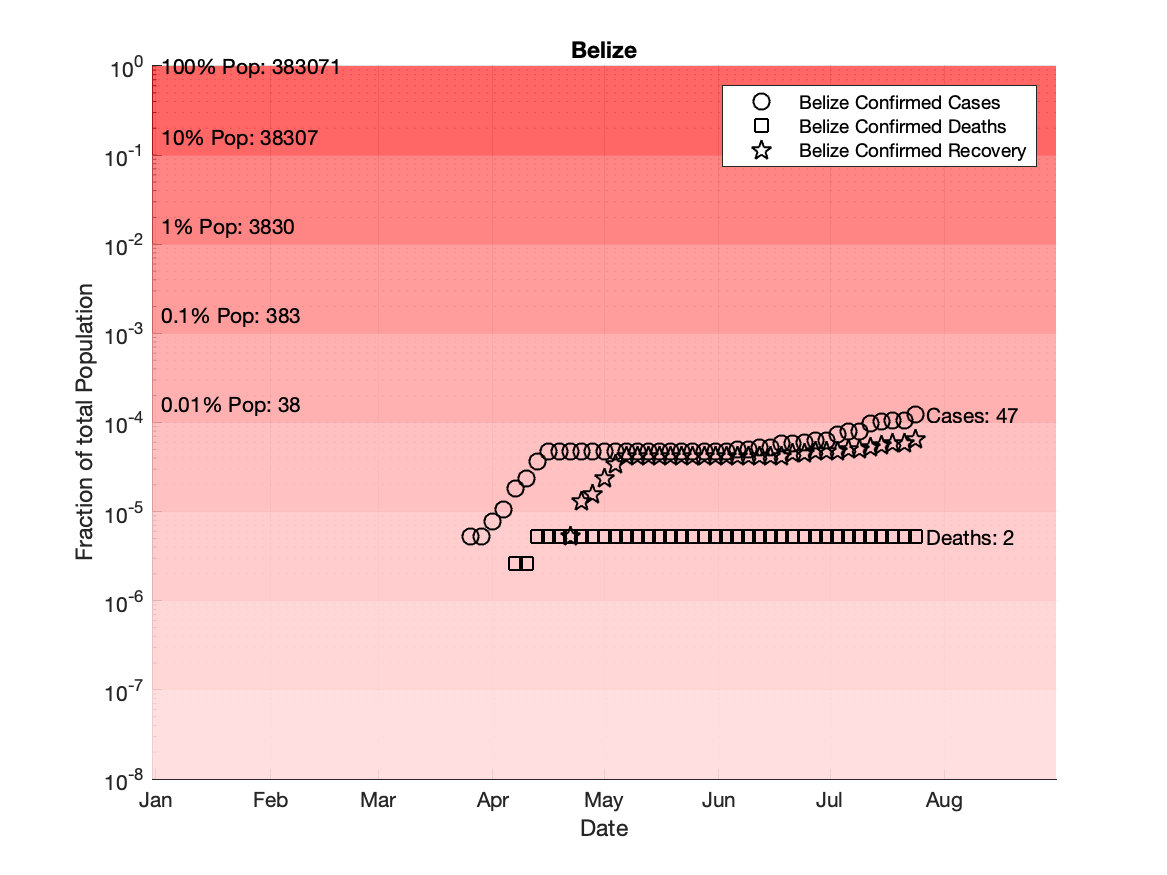 Belize
10^0
10^-1
10^-2
10^-3
10^-4
10^-5
10^-6
10^-7
10^-8
Fraction of total Population
100% Pop: 383071
10% Pop: 38307
1% Pop: 3830
0.1% Pop: 383
0.01% Pop: 38
Belize Confirmed Cases
Belize Confirmed Deaths
Belize Confirmed Recovery
Cases: 47
Deaths: 2
Jan Feb Mar Apr May Jun Jul Aug
Date